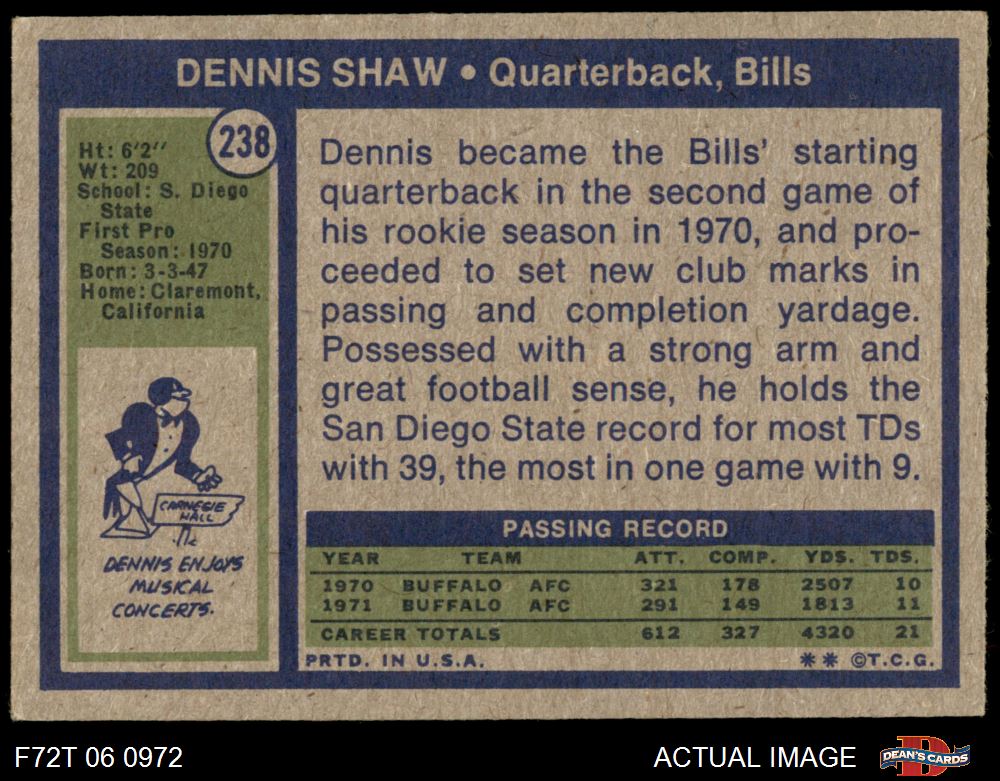 DENNIS SHAW • Quarterback, Bills
238
Ht: 6'2''
Wt: 209
School: S. Diego
State
First Pro
Season: 1970
Born: 3-3-47
Home: Claremont,
California
CARNEGIE
HALL
DENNIS ENJOYS
MUSICAL
CONCERTS.
Dennis became the Bills' starting
quarterback in the second game of
his rookie season in 1970, and pro-
ceeded to set new club marks in
passing and completion yardage.
Possessed with a strong arm and
great football sense, he holds the
San Diego State record for most TDs
with 39, the most in one game with 9.
PASSING RECORD
YEAR TEAM ATT. COMP. YDS. TDS.
1970 BUFFALO AFC 321 178 2507 10
1971 BUFFALO AFC 291 149 1813 11
CAREER TOTALS 612 327 4320 21
PRTD. IN U.S.A. ** ©T.C.G.
F72T 06 0972 ACTUAL IMAGE
D
DEAN'S CARDS